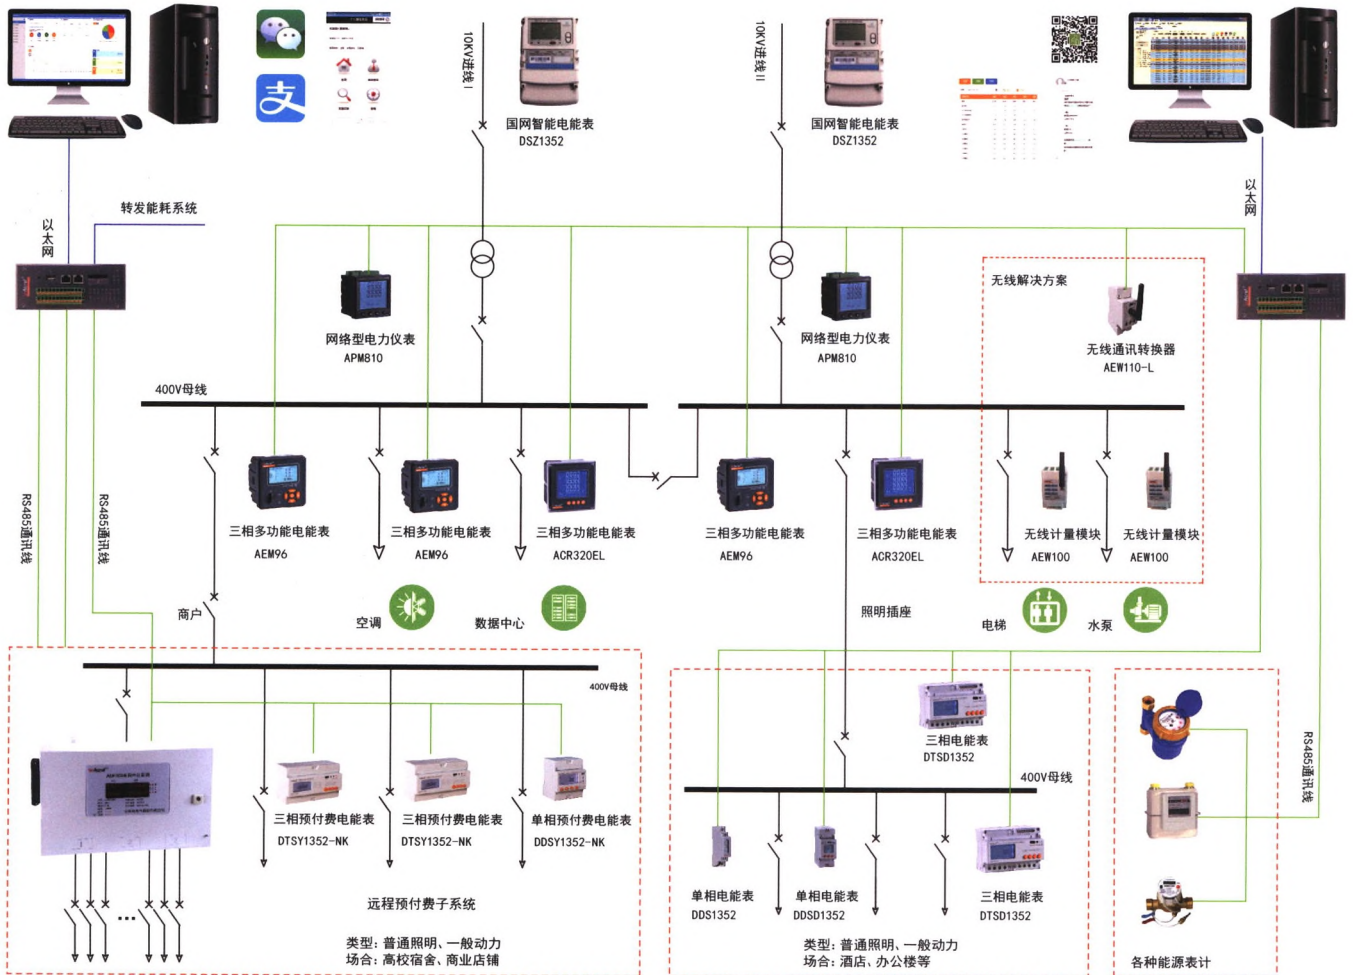 10KV进线Ⅰ
国网智能电能表
DSZ1352
10KV进线Ⅱ
国网智能电能表
DSZ1352
支
以太网
转发能耗系统
以太网
无线解决方案
网络型电力仪表
APM810
网络型电力仪表
APM810
无线通讯转换器
AEW110-L
400V母线
RS485通讯线
RS485通讯线
三相多功能电能表
AEM96
三相多功能电能表
AEM96
三相多功能电能表
ACR320EL
三相多功能电能表
AEM96
三相多功能电能表
ACR320EL
无线计量模块
AEW100
无线计量模块
AEW100
商户
空调
数据中心
照明插座
电梯
水泵
400V母线
三相预付费电能表
DTSY1352-NK
三相预付费电能表
DTSY1352-NK
单相预付费电能表
DDSY1352-NK
远程预付费子系统
类型: 普通照明、一般动力
场合: 高校宿舍、商业店铺
三相电能表
DTSD1352
400V母线
单相电能表
DDS1352
单相电能表
DDSD1352
三相电能表
DTSD1352
类型: 普通照明、一般动力
场合: 酒店、办公楼等
RS485通讯线
各种能源表计